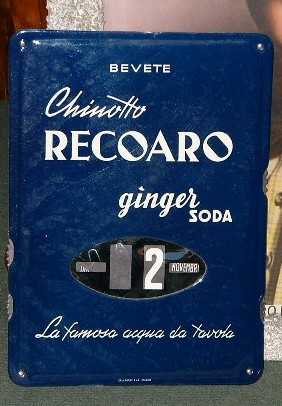 BEVETE
Chinotto
RECOARO
ginger
SODA
2 NOVEMBRE
La famosa acqua da tavola